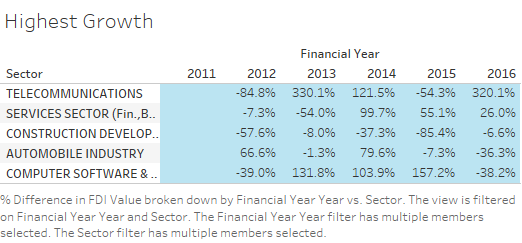 Highest Growth
Financial Year
Sector 2011 2012 2013 2014 2015 2016
TELECOMMUNICATIONS -84.8% 330.1% 121.5% -54.3% 320.1%
SERVICES SECTOR (Fin.,B.. -7.3% -54.0% 99.7% 55.1% 26.0%
CONSTRUCTION DEVELOP.. -57.6% -8.0% -37.3% -85.4% -6.6%
AUTOMOBILE INDUSTRY 66.6% -1.3% 79.6% -7.3% -36.3%
COMPUTER SOFTWARE & .. -39.0% 131.8% 103.9% 157.2% -38.2%
% Difference in FDI Value broken down by Financial Year Year vs. Sector. The view is filtered
on Financial Year Year and Sector. The Financial Year Year filter has multiple members
selected. The Sector filter has multiple members selected.